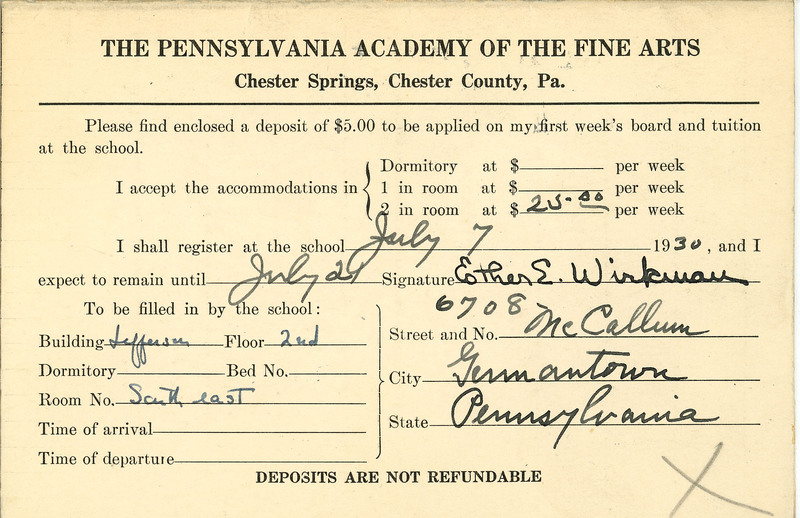 THE PENNSYLVANIA ACADEMY OF THE FINE ARTS
Chester Springs, Chester County, Pa.
Please find enclosed a deposit of $5.00 to be applied on my first week's board and tuition
at the school.
Dormitory at $ per week
I accept the accommodations in { 1 in room at $ per week
2 in room at $ 25.00 per week
I shall register at the school July 7 1930, and I
expect to remain until July 21 Signature Esther E. Wirkman
To be filled in by the school: 6708
Building Jefferson Floor 2nd Street and No. McCallum
Dormitory Bed No. City Germantown
Room No. South east
State Pennsylvania
Time of arrival
Time of departure
DEPOSITS ARE NOT REFUNDABLE